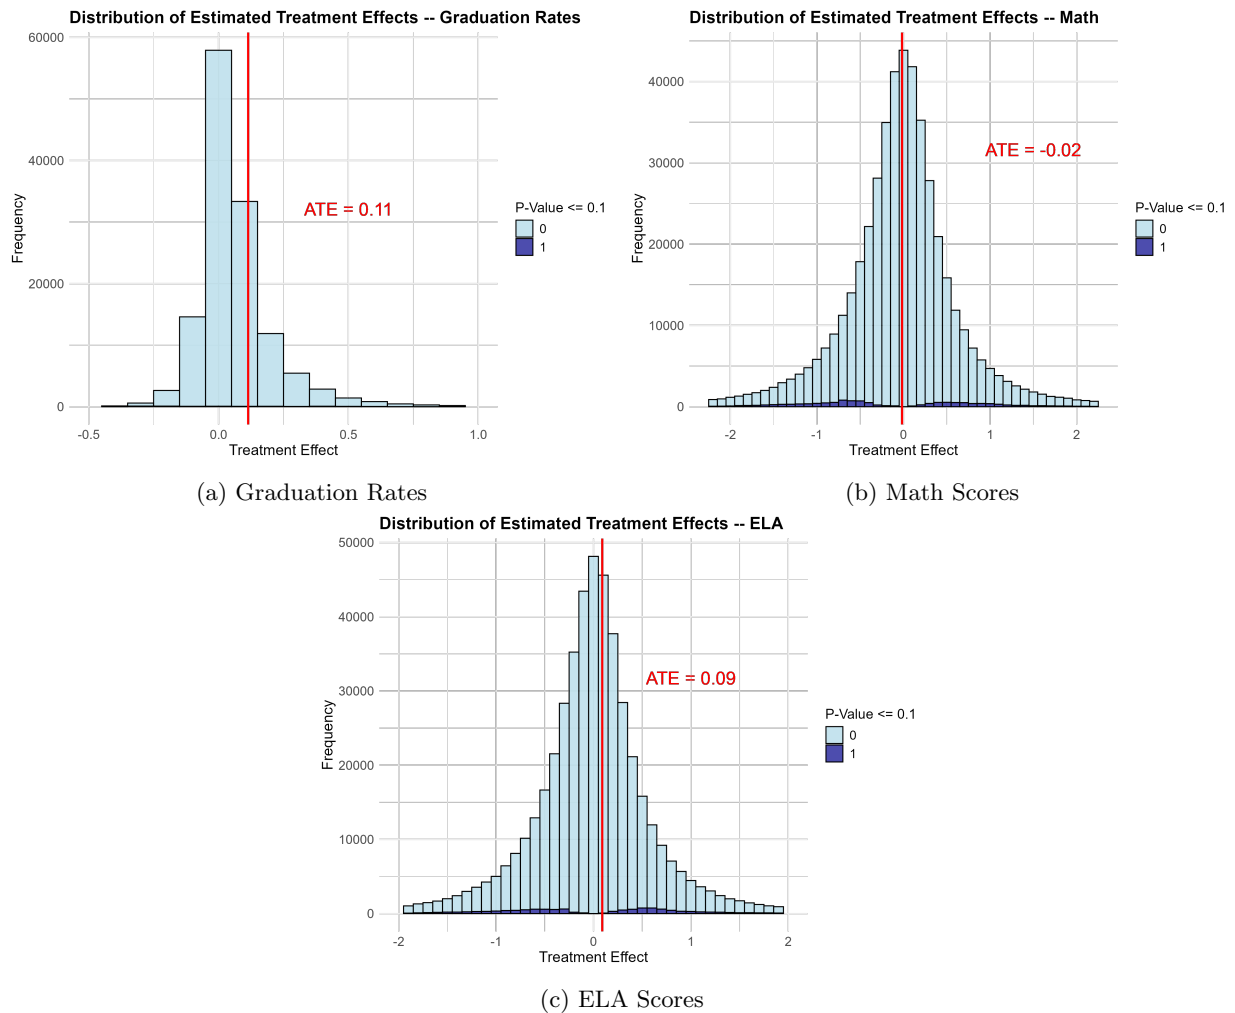 Distribution of Estimated Treatment Effects -- Graduation Rates
60000
40000
20000
0
Frequency
-0.5
0.0
0.5
1.0
Treatment Effect
ATE = 0.11
P-Value <= 0.1
0
1
(a) Graduation Rates
Distribution of Estimated Treatment Effects -- Math
40000
30000
20000
10000
0
Frequency
-2
-1
0
1
2
Treatment Effect
ATE = -0.02
P-Value <= 0.1
0
1
(b) Math Scores
Distribution of Estimated Treatment Effects -- ELA
50000
40000
30000
20000
10000
0
Frequency
-2
-1
0
1
2
Treatment Effect
ATE = 0.09
P-Value <= 0.1
0
1
(c) ELA Scores